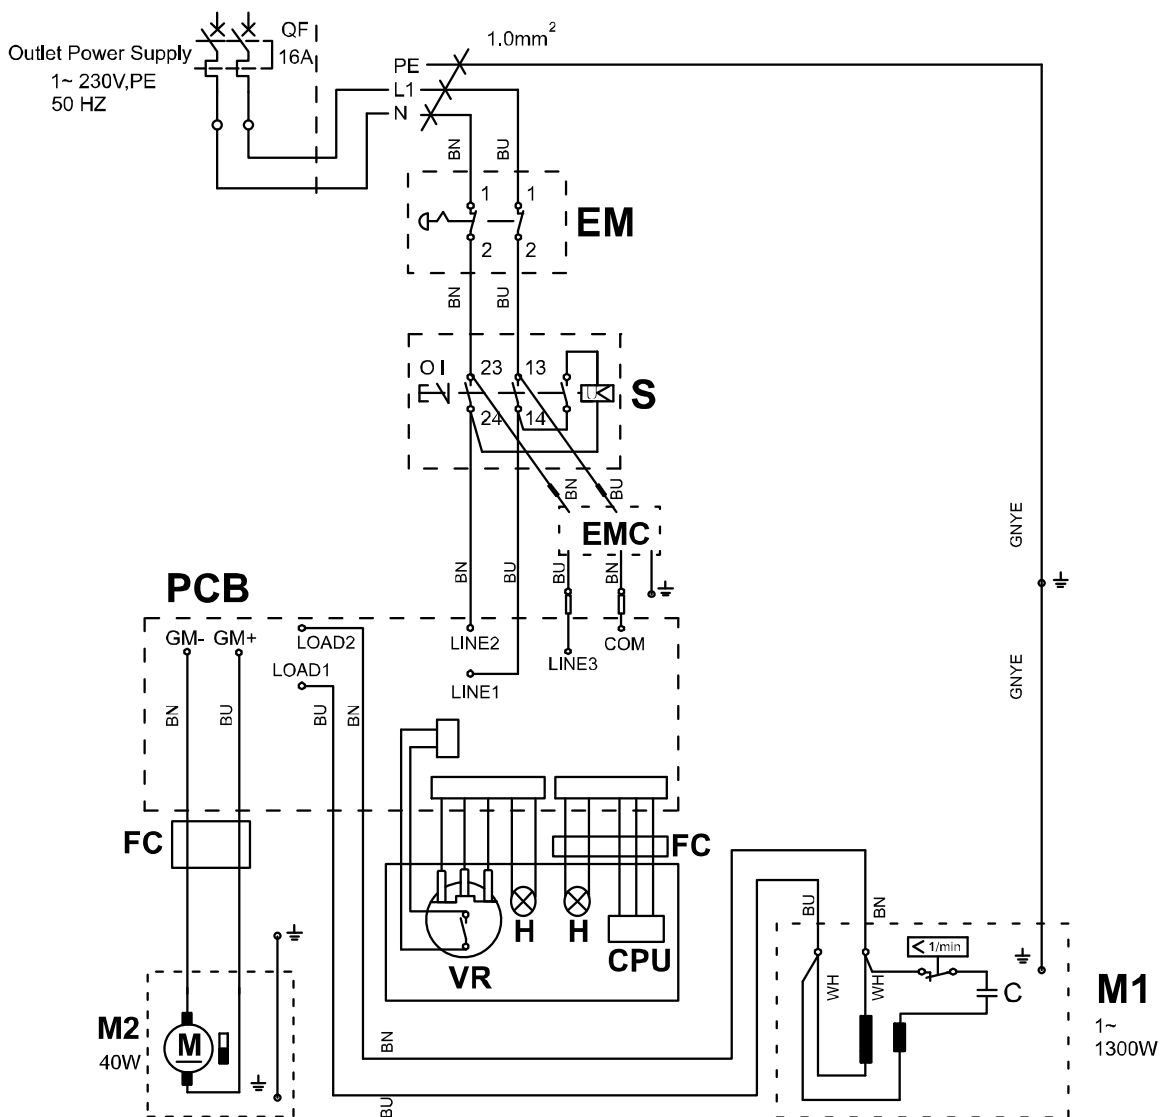 QF
16A
Outlet Power Supply
1~ 230V,PE
50 HZ
1.0mm²
PE
L1
N
BN
BU
1
1
EM
2
2
BN
BU
O I
23
13
S
24
14
U<
BN
BU
EMC
BN
BU
BU
BN
GNYE
PCB
GM-
GM+
LOAD2
LINE2
COM
LINE3
LOAD1
LINE1
GNYE
BN
BU
BU
BN
FC
FC
H
H
CPU
VR
BU
BN
< 1/min
WH
WH
C
M1
1~
1300W
M2
40W
M
BN
BU